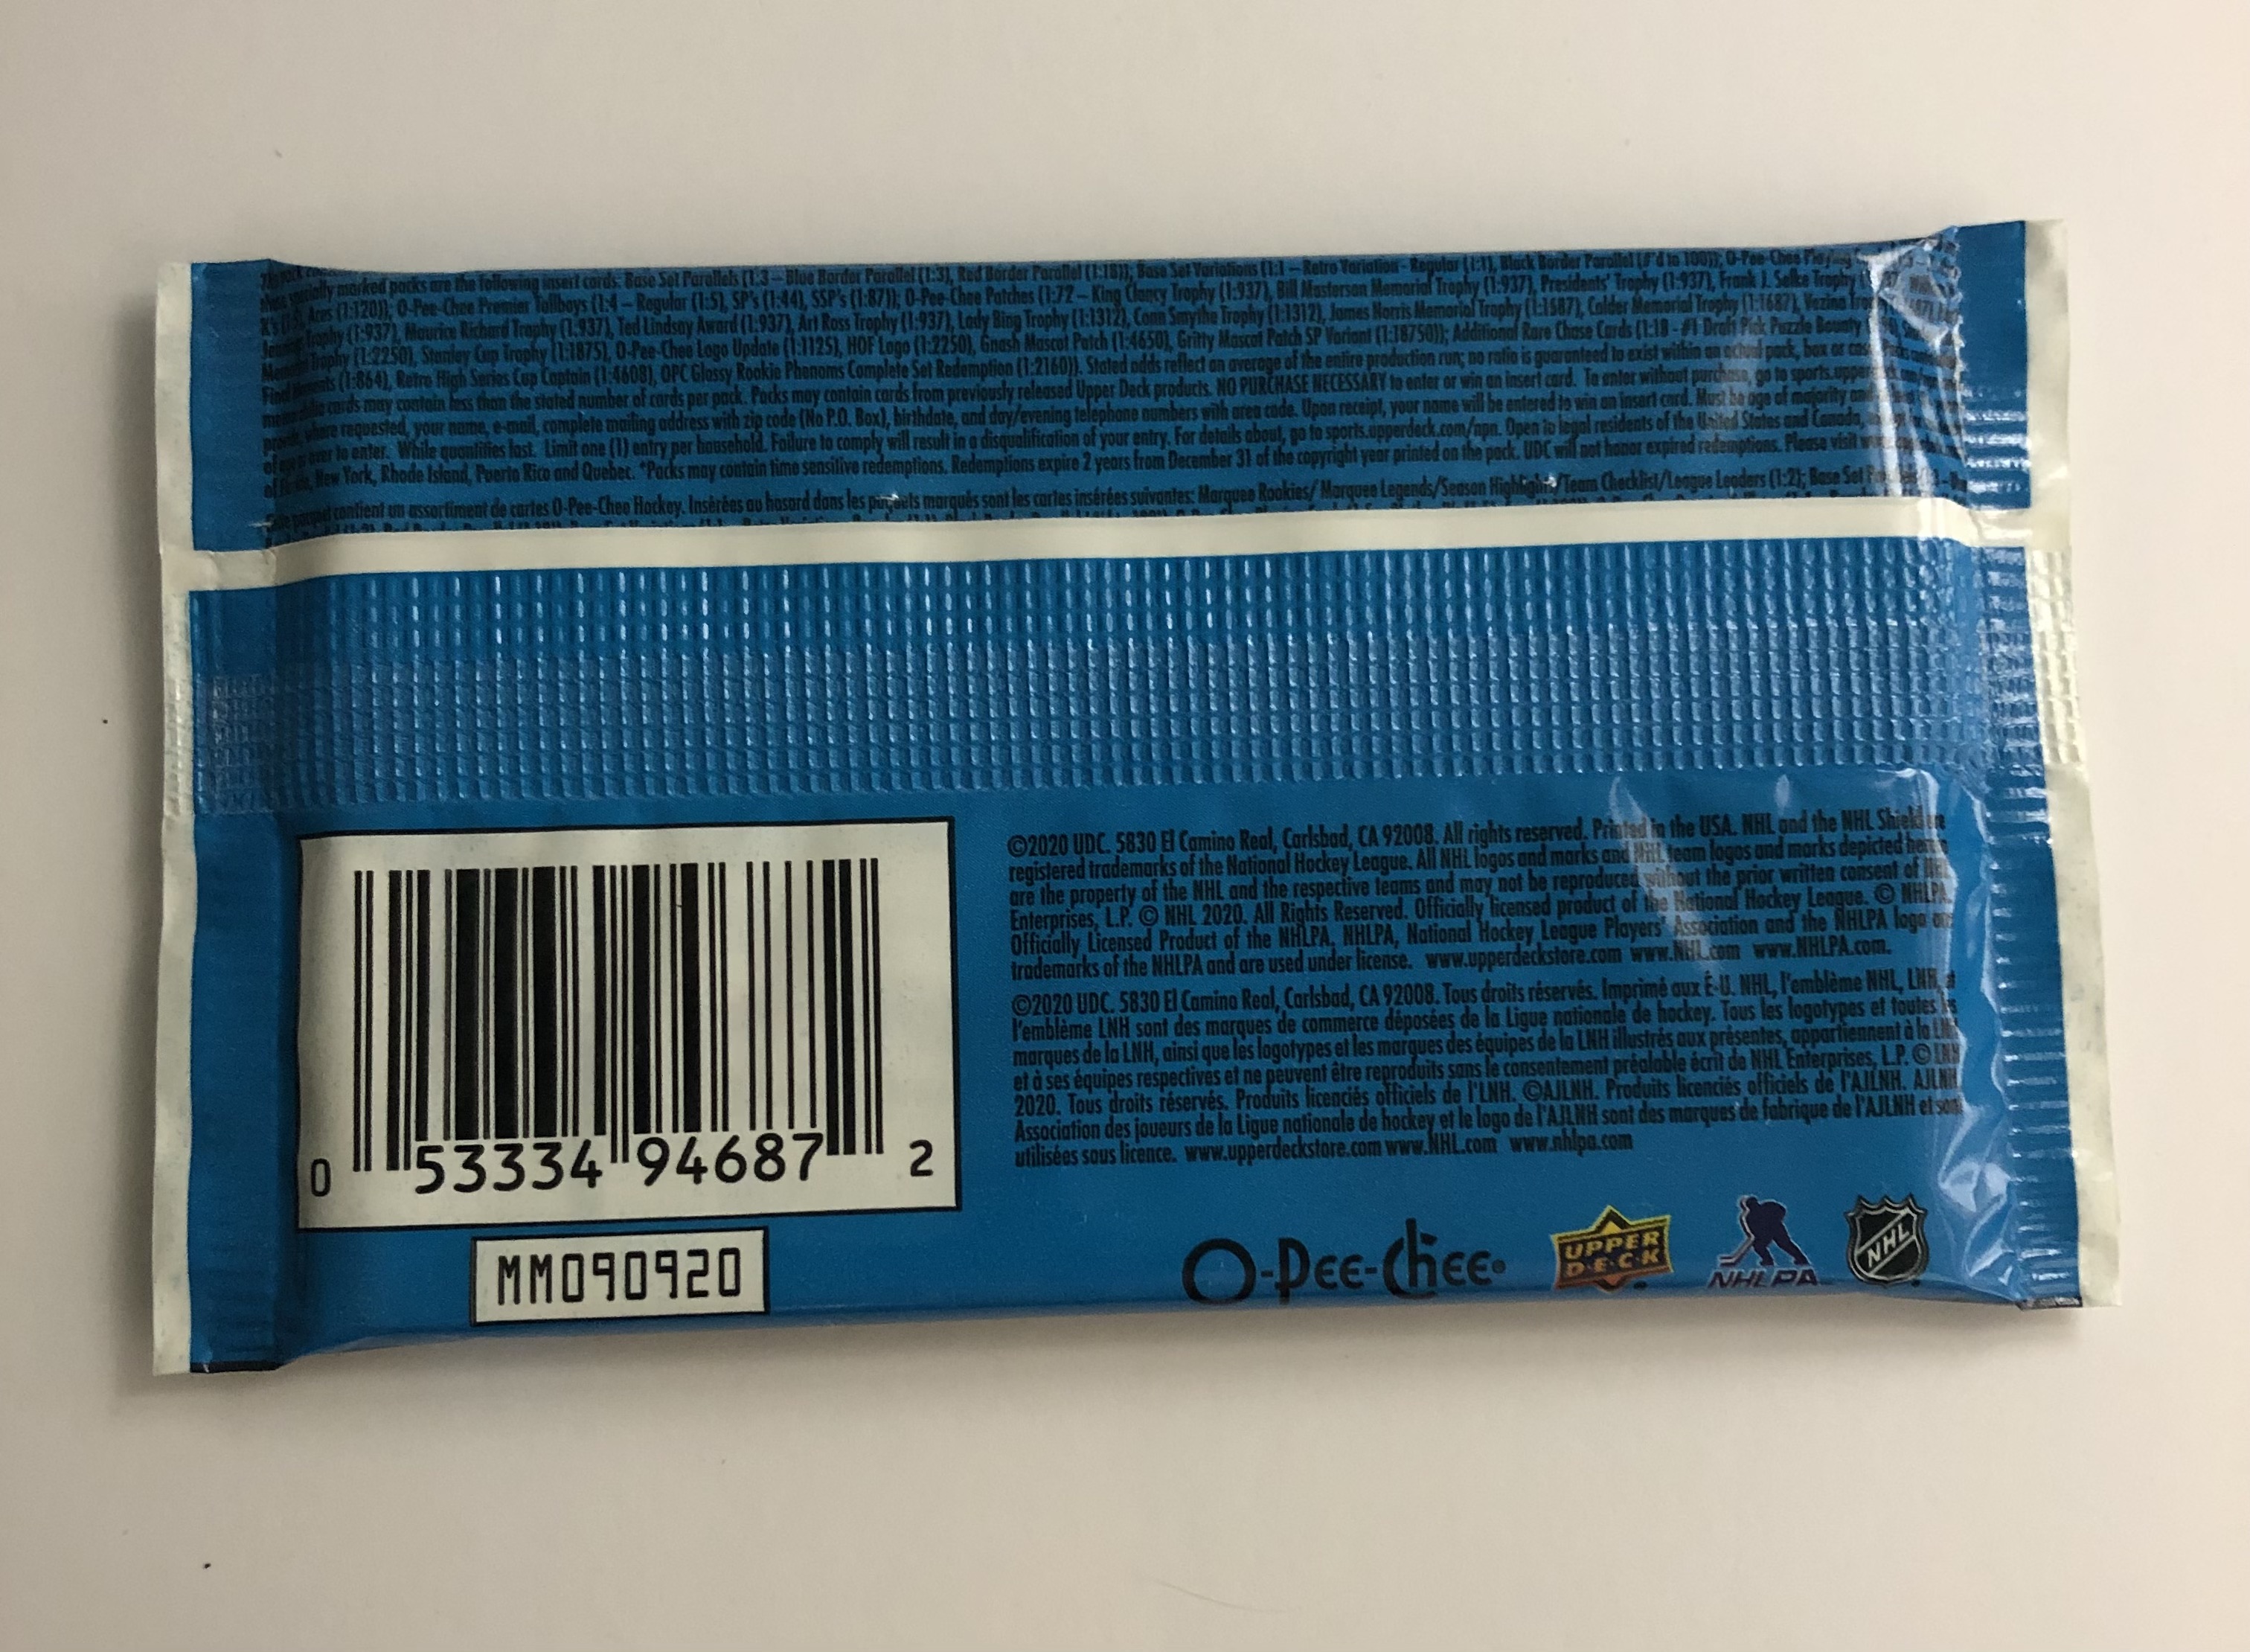 specially marked packs are the following insert cards: Base Set Parallels (1:3 – Blue Border Parallel (1:3), Red Border Parallel (1:18)); Base Set Variations (1:1 – Retro Variation - Regular (1:1), Black Border Parallel (#'d to 100)); O-Pee-Chee Playing
Aces (1:120)); O-Pee-Chee Premier Tallboys (1:4 – Regular (1:5), SP's (1:44), SSP's (1:87)); O-Pee-Chee Patches (1:72 – King Clancy Trophy (1:937), Bill Masterson Memorial Trophy (1:937), Presidents' Trophy (1:937), Frank J. Selke Trophy
Trophy (1:937), Maurice Richard Trophy (1:937), Ted Lindsay Award (1:937), Art Ross Trophy (1:937), Lady Bing Trophy (1:1312), Conn Smythe Trophy (1:1312), James Norris Memorial Trophy (1:1587), Calder Memorial Trophy (1:1687), Vezina
Trophy (1:2250), Stanley Cup Trophy (1:1875), O-Pee-Chee Logo Update (1:1125), HOF Logo (1:2250), Gnash Mascot Patch (1:4650), Gritty Mascot Patch SP Variant (1:18750)); Additional Rare Chase Cards (1:18 - #1 Draft Pick Puzzle Bounty
(1:864), Retro High Series Cup Captain (1:4608), OPC Glossy Rookie Phenoms Complete Set Redemption (1:2160)). Stated odds reflect an average of the entire production run; no ratio is guaranteed to exist within an actual pack, box or
cards may contain less than the stated number of cards per pack. Packs may contain cards from previously released Upper Deck products. NO PURCHASE NECESSARY to enter or win an insert card. To enter without purchase, go to
where requested, your name, e-mail, complete mailing address with zip code (No P.O. Box), birthdate, and day/evening telephone numbers with area code. Upon receipt, your name will be entered to win an insert card. Must be age of majority
over to enter. While quantities last. Limit one (1) entry per household. Failure to comply will result in a disqualification of your entry. For details about, go to sports.upperdeck.com/npn. Open to legal residents of the United States and Canada,
New York, Rhode Island, Puerto Rico and Quebec. *Packs may contain time sensitive redemptions. Redemptions expire 2 years from December 31 of the copyright year printed on the pack. UDC will not honor expired redemptions. Please visit
contient un assortiment de cartes O-Pee-Chee Hockey. Insérées au hasard dans les paquets marqués sont les cartes insérées suivantes: Marquee Rookies/ Marquee Legends/Season Highlights/Team Checklist/League Leaders (1:2); Base Set
©2020 UDC. 5830 El Camino Real, Carlsbad, CA 92008. All rights reserved. Printed in the USA. NHL and the NHL Shield are
registered trademarks of the National Hockey League. All NHL logos and marks and NHL team logos and marks depicted herein
are the property of the NHL and the respective teams and may not be reproduced without the prior written consent of NHL
Enterprises, L.P. © NHL 2020. All Rights Reserved. Officially licensed product of the National Hockey League. © NHLPA.
Officially Licensed Product of the NHLPA. NHLPA, National Hockey League Players' Association and the NHLPA logo are
trademarks of the NHLPA and are used under license. www.upperdeckstore.com www.NHL.com www.NHLPA.com.
©2020 UDC. 5830 El Camino Real, Carlsbad, CA 92008. Tous droits réservés. Imprimé aux É-U. NHL, l'emblème NHL, LNH, et
l'emblème LNH sont des marques de commerce déposées de la Ligue nationale de hockey. Tous les logotypes et toutes les
marques de la LNH, ainsi que les logotypes et les marques des équipes de la LNH illustrés aux présentes, appartiennent à la LNH
et à ses équipes respectives et ne peuvent être reproduits sans le consentement préalable écrit de NHL Enterprises, L.P. © LNH
2020. Tous droits réservés. Produits licenciés officiels de l'LNH. ©AJLNH. Produits licenciés officiels de l'AJLNH. AJLNH
Association des joueurs de la Ligue nationale de hockey et le logo de l'AJLNH sont des marques de fabrique de l'AJLNH et sont
utilisées sous licence. www.upperdeckstore.com www.NHL.com www.nhlpa.com
0 53334 94687 2
MM090920
O-Pee-Chee
UPPER DECK
NHLPA
NHL